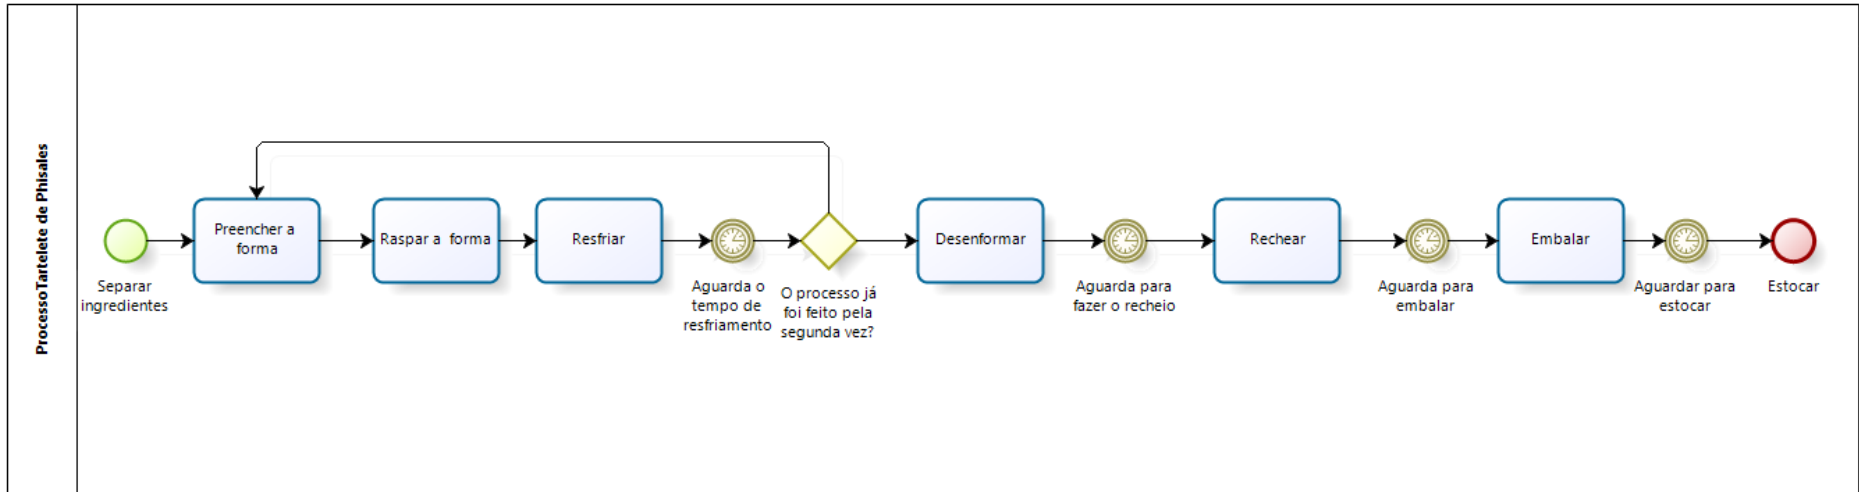 ProcessoTartelete de Phisales
Separar
ingredientes
Preencher a
forma
Raspar a forma
Resfriar
Aguarda o
tempo de
resfriamento
O processo já
foi feito pela
segunda vez?
Desenformar
Aguarda para
fazer o recheio
Rechear
Aguarda para
embalar
Embalar
Aguardar para
estocar
Estocar